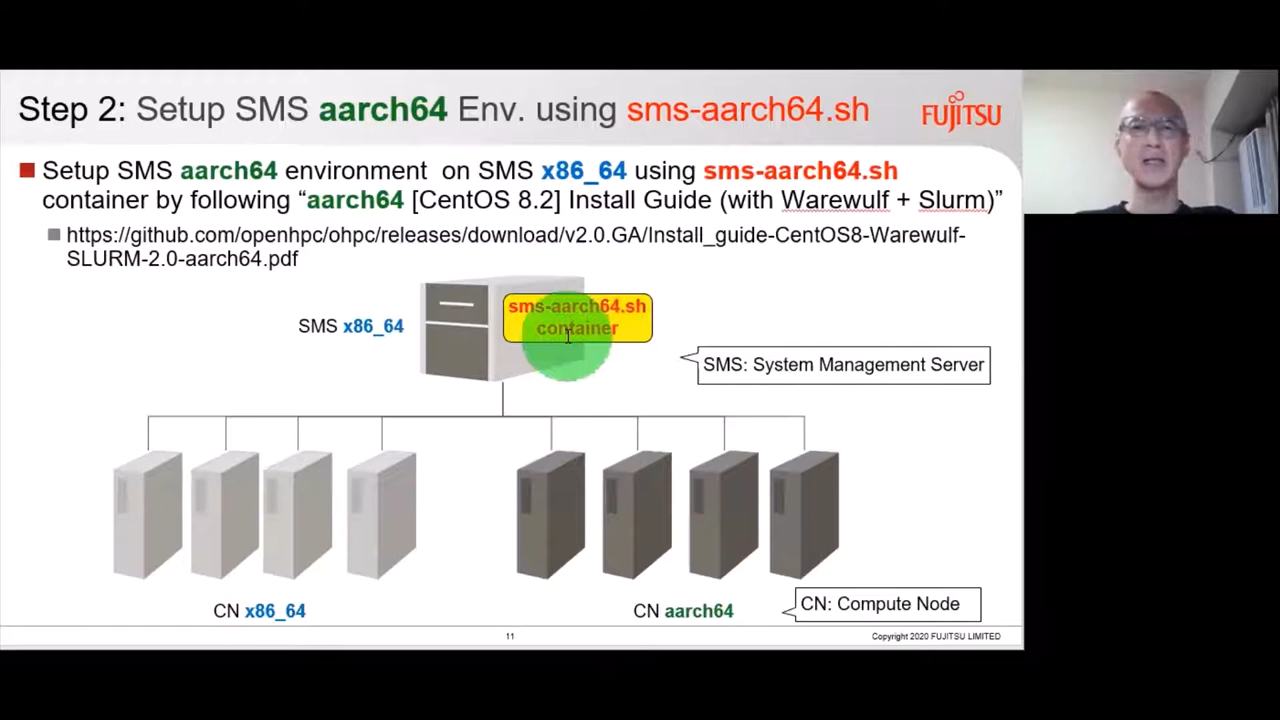 Step 2: Setup SMS aarch64 Env. using sms-aarch64.sh
FUJITSU
Setup SMS aarch64 environment on SMS x86_64 using sms-aarch64.sh
container by following “aarch64 [CentOS 8.2] Install Guide (with Warewulf + Slurm)”
https://github.com/openhpc/ohpc/releases/download/v2.0.GA/Install_guide-CentOS8-Warewulf-
SLURM-2.0-aarch64.pdf
sms-aarch64.sh
container
SMS x86_64
SMS: System Management Server
CN x86_64
CN aarch64
CN: Compute Node
11
Copyright 2020 FUJITSU LIMITED